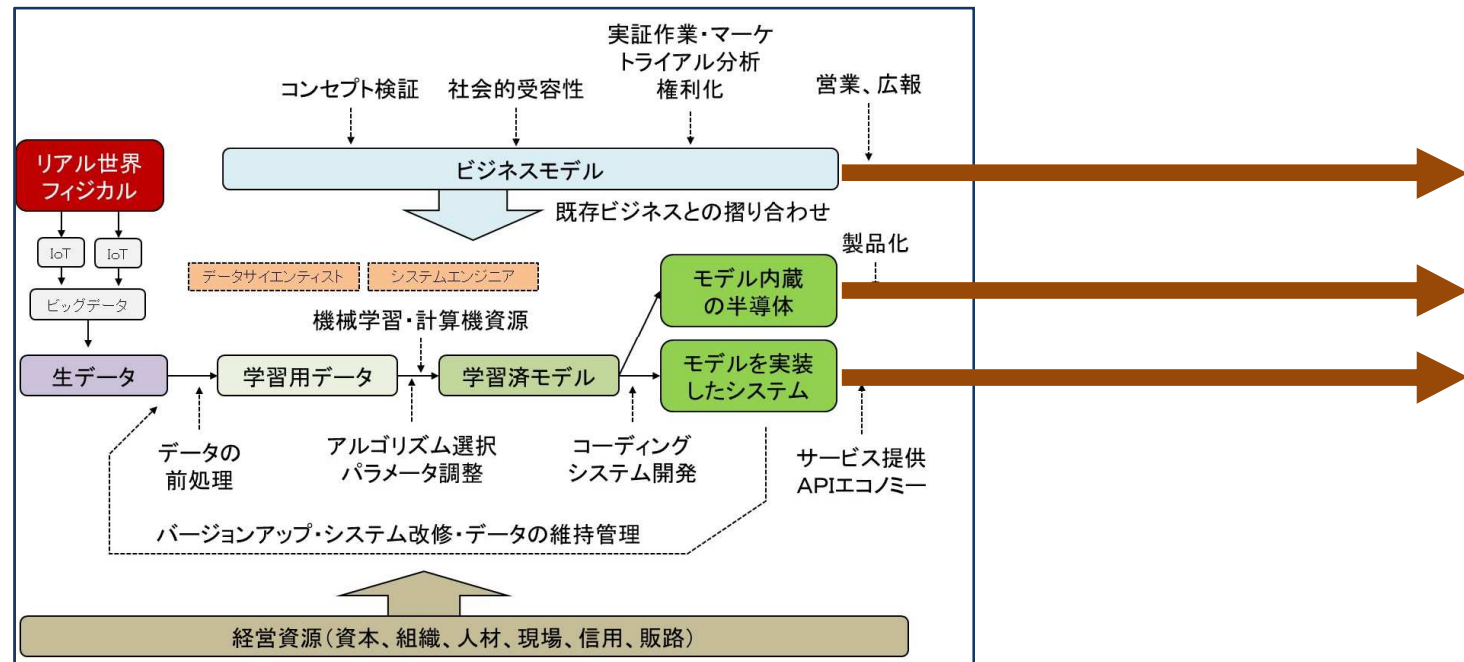 実証作業・マーケ
トライアル分析
権利化
コンセプト検証
社会的受容性
営業、広報
リアル世界
フィジカル
ビジネスモデル
既存ビジネスとの摺り合わせ
IoT
IoT
ビッグデータ
データサイエンティスト
システムエンジニア
製品化
モデル内蔵
の半導体
機械学習・計算機資源
生データ
学習用データ
学習済モデル
モデルを実装
したシステム
データの
前処理
アルゴリズム選択
パラメータ調整
コーディング
システム開発
サービス提供
APIエコノミー
バージョンアップ・システム改修・データの維持管理
経営資源（資本、組織、人材、現場、信用、販路）